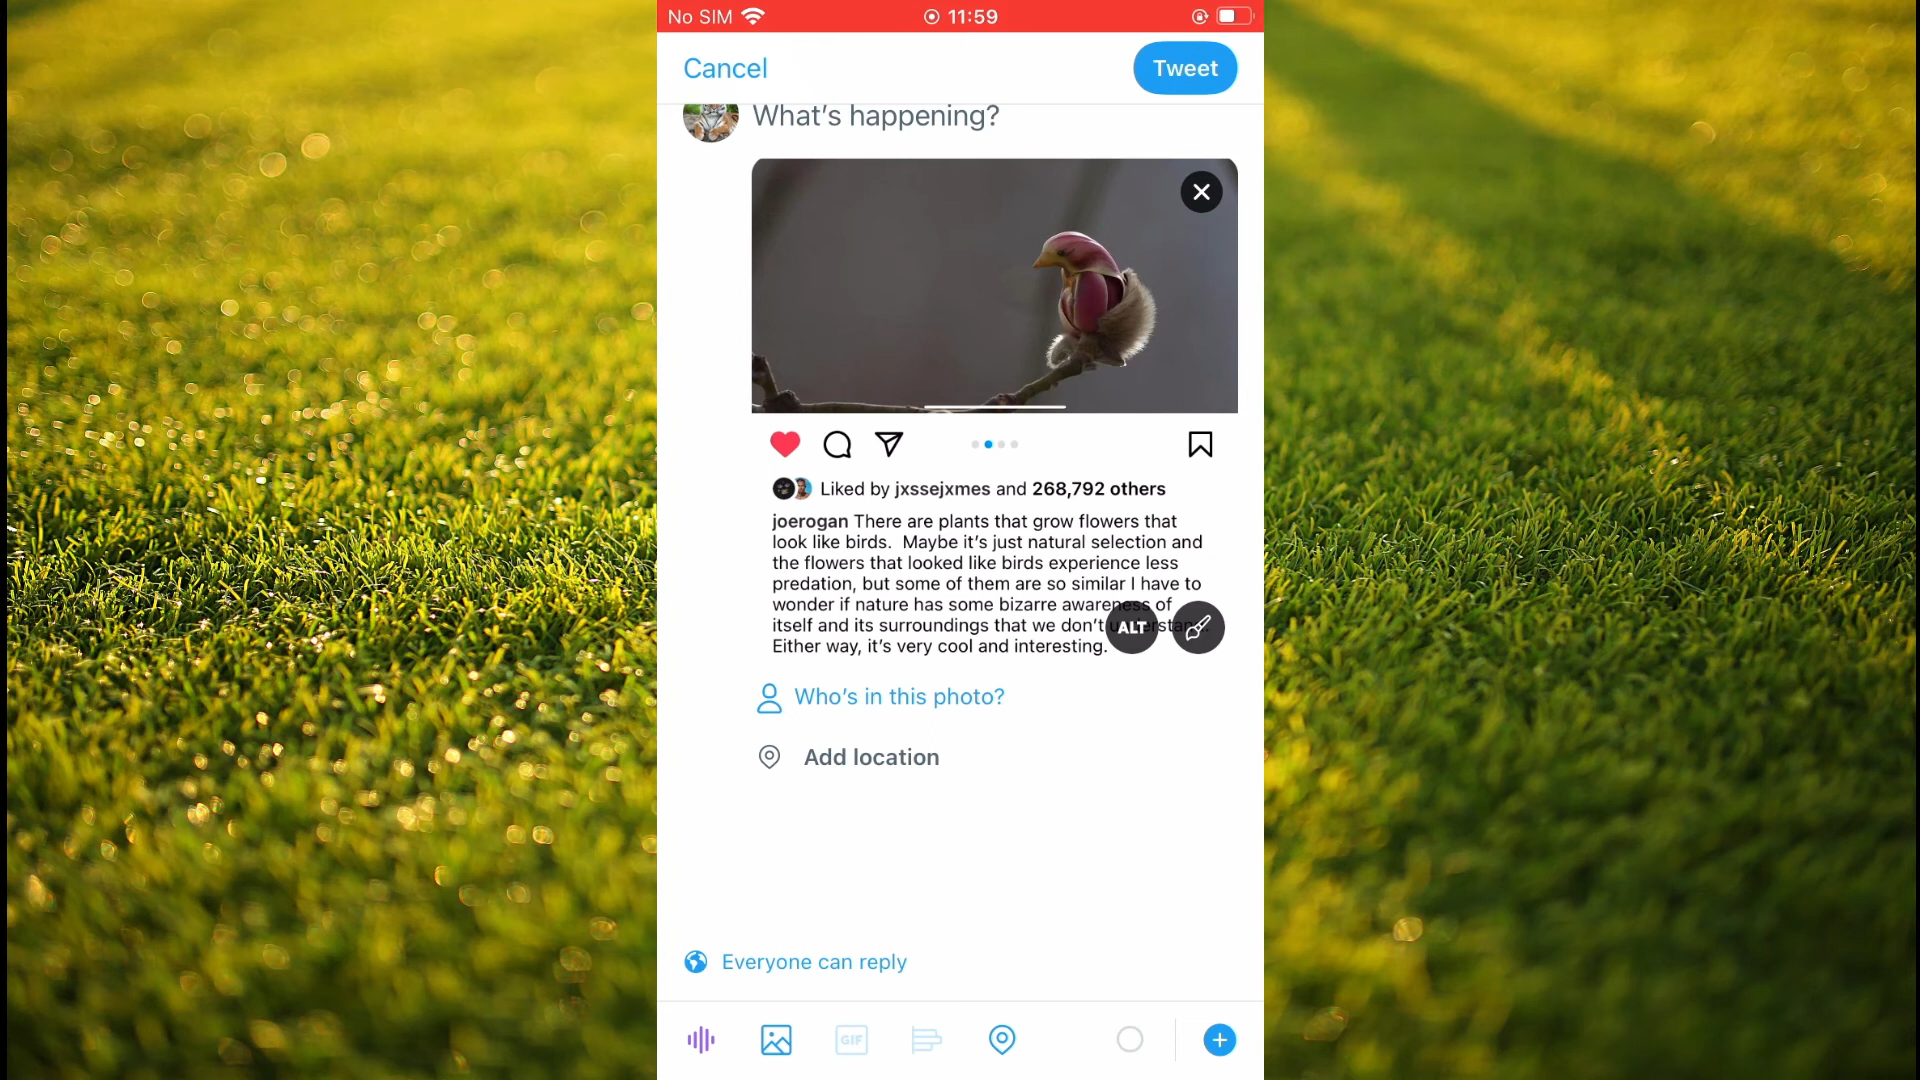 No SIM 11:59
Cancel
Tweet
What's happening?
Liked by jxssejxmes and 268,792 others
joerogan There are plants that grow flowers that
look like birds.  Maybe it's just natural selection and
the flowers that looked like birds experience less
predation, but some of them are so similar I have to
wonder if nature has some bizarre awareness of
itself and its surroundings that we don't
ALT
Either way, it's very cool and interesting.
Who's in this photo?
Add location
Everyone can reply
GIF